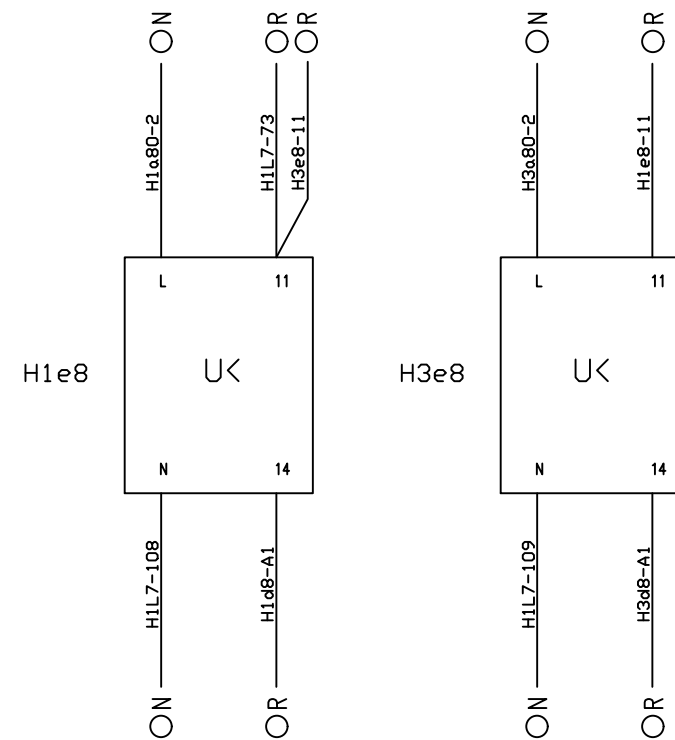 N
R
R
N
R
H1a80-2
H1L7-73
H3e8-11
H3a80-2
H1e8-11
L
11
L
11
H1e8
U<
H3e8
U<
N
14
N
14
H1L7-108
H1d8-A1
H1L7-109
H3d8-A1
N
R
N
R